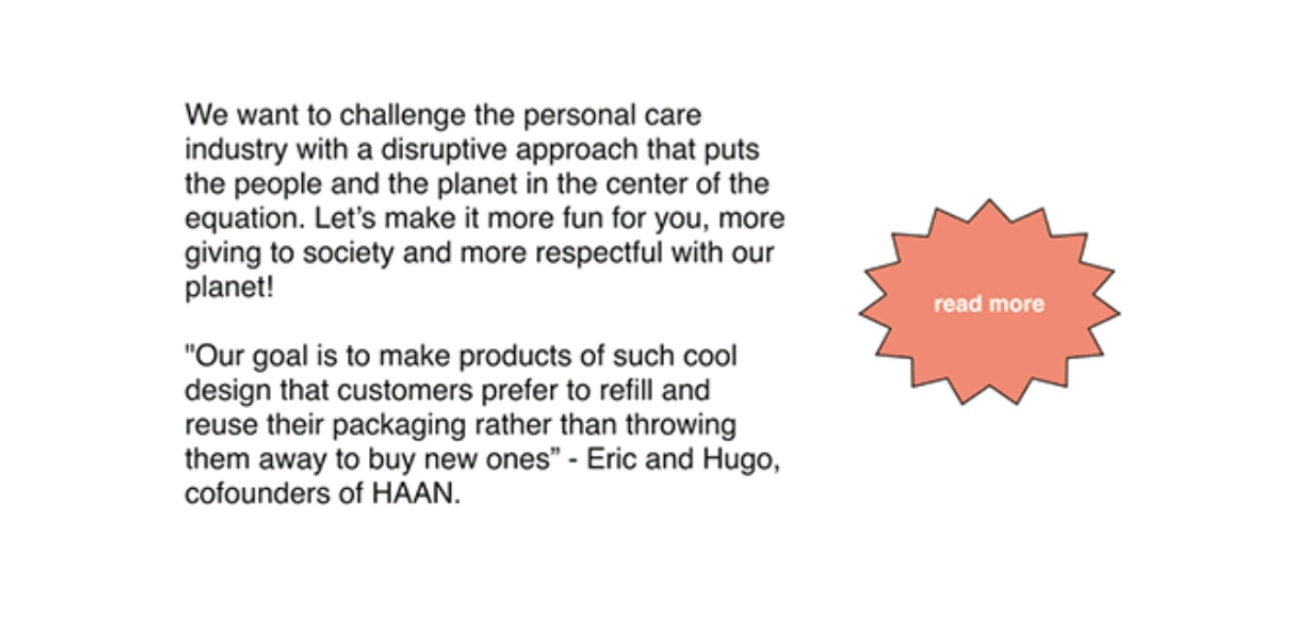 We want to challenge the personal care
industry with a disruptive approach that puts
the people and the planet in the center of the
equation. Let’s make it more fun for you, more
giving to society and more respectful with our
planet!
"Our goal is to make products of such cool
design that customers prefer to refill and
reuse their packaging rather than throwing
them away to buy new ones” - Eric and Hugo,
cofounders of HAAN.
read more